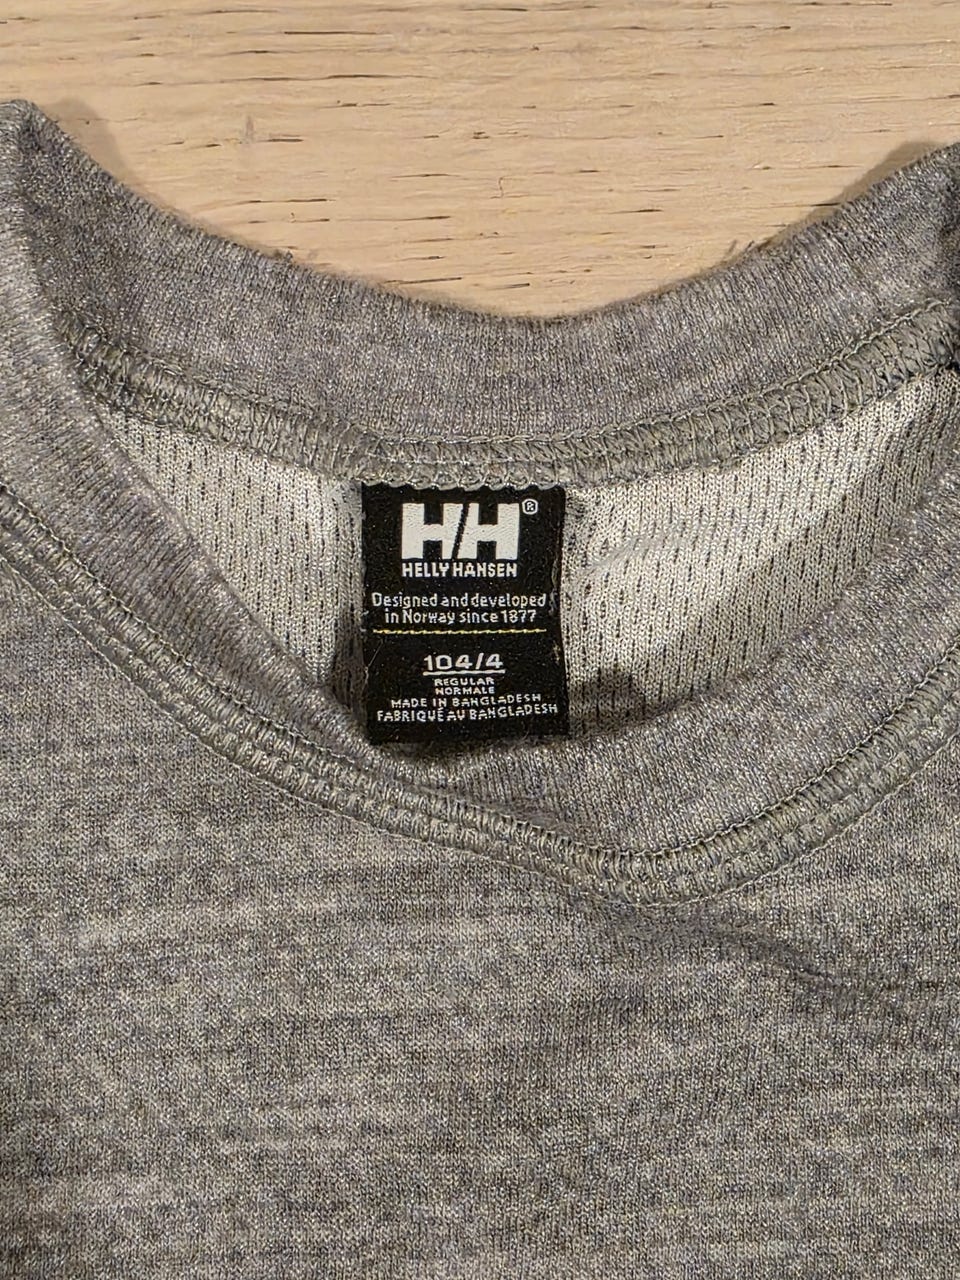 HH®
HELLY HANSEN
Designed and developed
in Norway since 1877
104/4
REGULAR
NORMALE
MADE IN BANGLADESH
FABRIQUÉ AU BANGLADESH